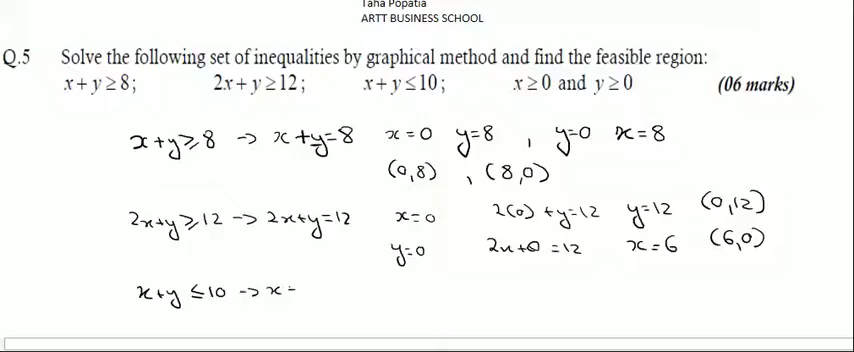 Taha Popatia
ARTT BUSINESS SCHOOL
Q.5 Solve the following set of inequalities by graphical method and find the feasible region:
x + y ≥ 8; 2x + y ≥ 12; x + y ≤ 10; x ≥ 0 and y ≥ 0 (06 marks)
x+y≥8 → x+y=8 x=0 y=8 , y=0 x=8
(0,8) , (8,0)
2x+y≥12 → 2x+y=12 x=0 2(0)+y=12 y=12 (0,12)
y=0 2x+0=12 x=6 (6,0)
x+y ≤10 → x =